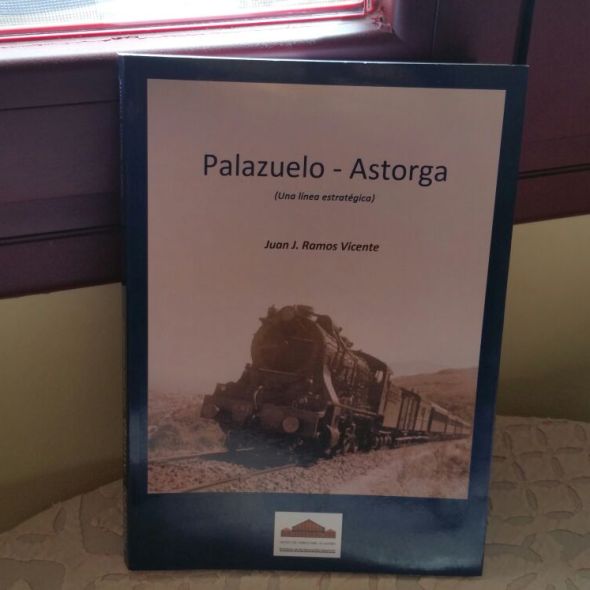 Palazuelo - Astorga
(Una línea estratégica)
Juan J. Ramos Vicente